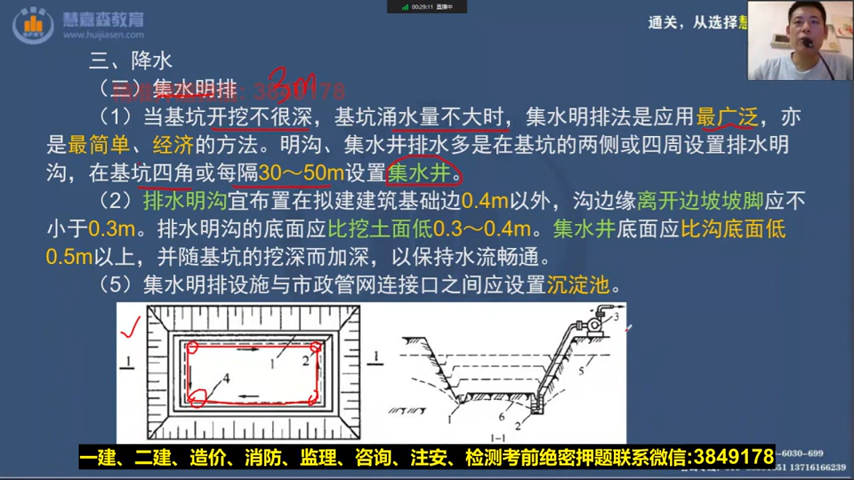 慧嘉森教育
www.huijiasen.com
00:29:11 直播中
通关，从选择慧
三、降水
（三）集水明排
3m
（1）当基坑开挖不很深，基坑涌水量不大时，集水明排法是应用最广泛，亦
是最简单、经济的方法。明沟、集水井排水多是在基坑的两侧或四周设置排水明
沟，在基坑四角或每隔30～50m设置集水井。
（2）排水明沟宜布置在拟建建筑基础边0.4m以外，沟边缘离开边坡坡脚应不
小于0.3m。排水明沟的底面应比挖土面低0.3～0.4m。集水井底面应比沟底面低
0.5m以上，并随基坑的挖深而加深，以保持水流畅通。
（5）集水明排设施与市政管网连接口之间应设置沉淀池。
1 1 2 4 1
3 5 1 6 2
1-1
-6030-699
13716166239
一建、二建、造价、消防、监理、咨询、注安、检测考前绝密押题联系微信:3849178